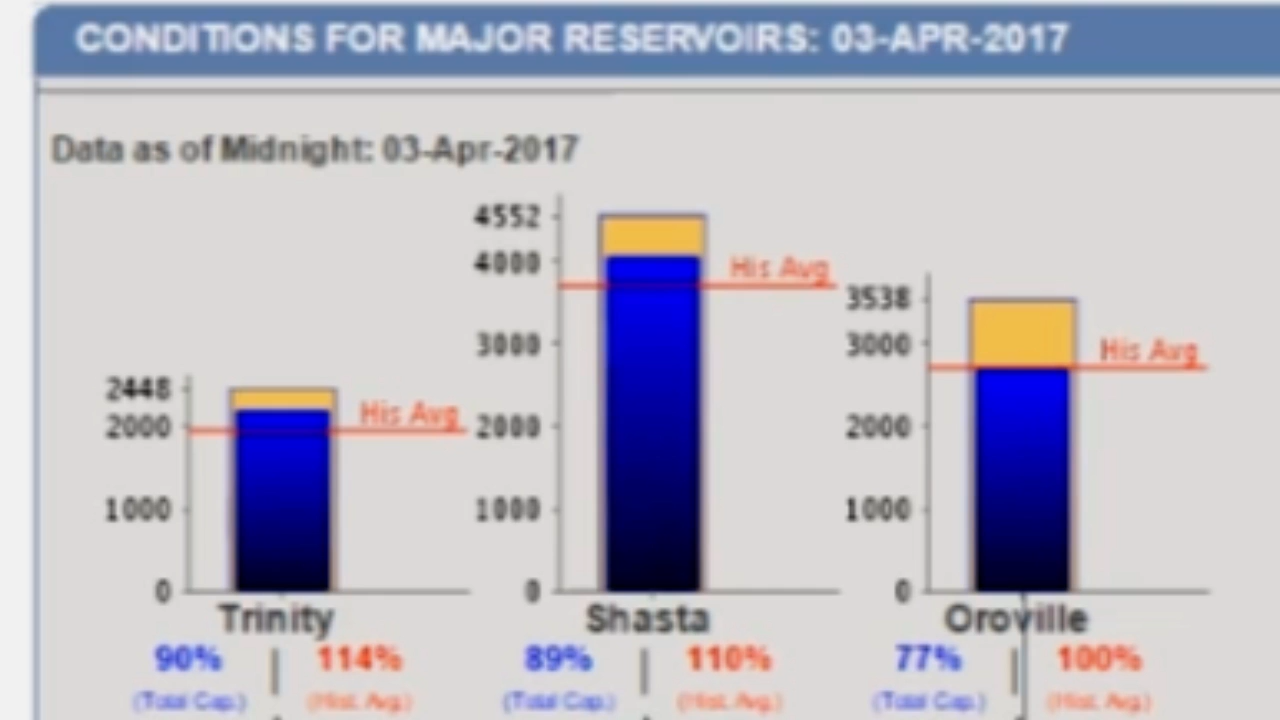 CONDITIONS FOR MAJOR RESERVOIRS: 03-APR-2017
Data as of Midnight: 03-Apr-2017
2448
2000
1000
0
His Avg
Trinity
90% | 114%
(Total Cap.) (Hist. Avg.)
4552
4000
3000
2000
1000
0
His Avg
Shasta
89% | 110%
(Total Cap.) (Hist. Avg.)
3538
3000
2000
1000
0
His Avg
Oroville
77% | 100%
(Total Cap.) (Hist. Avg.)